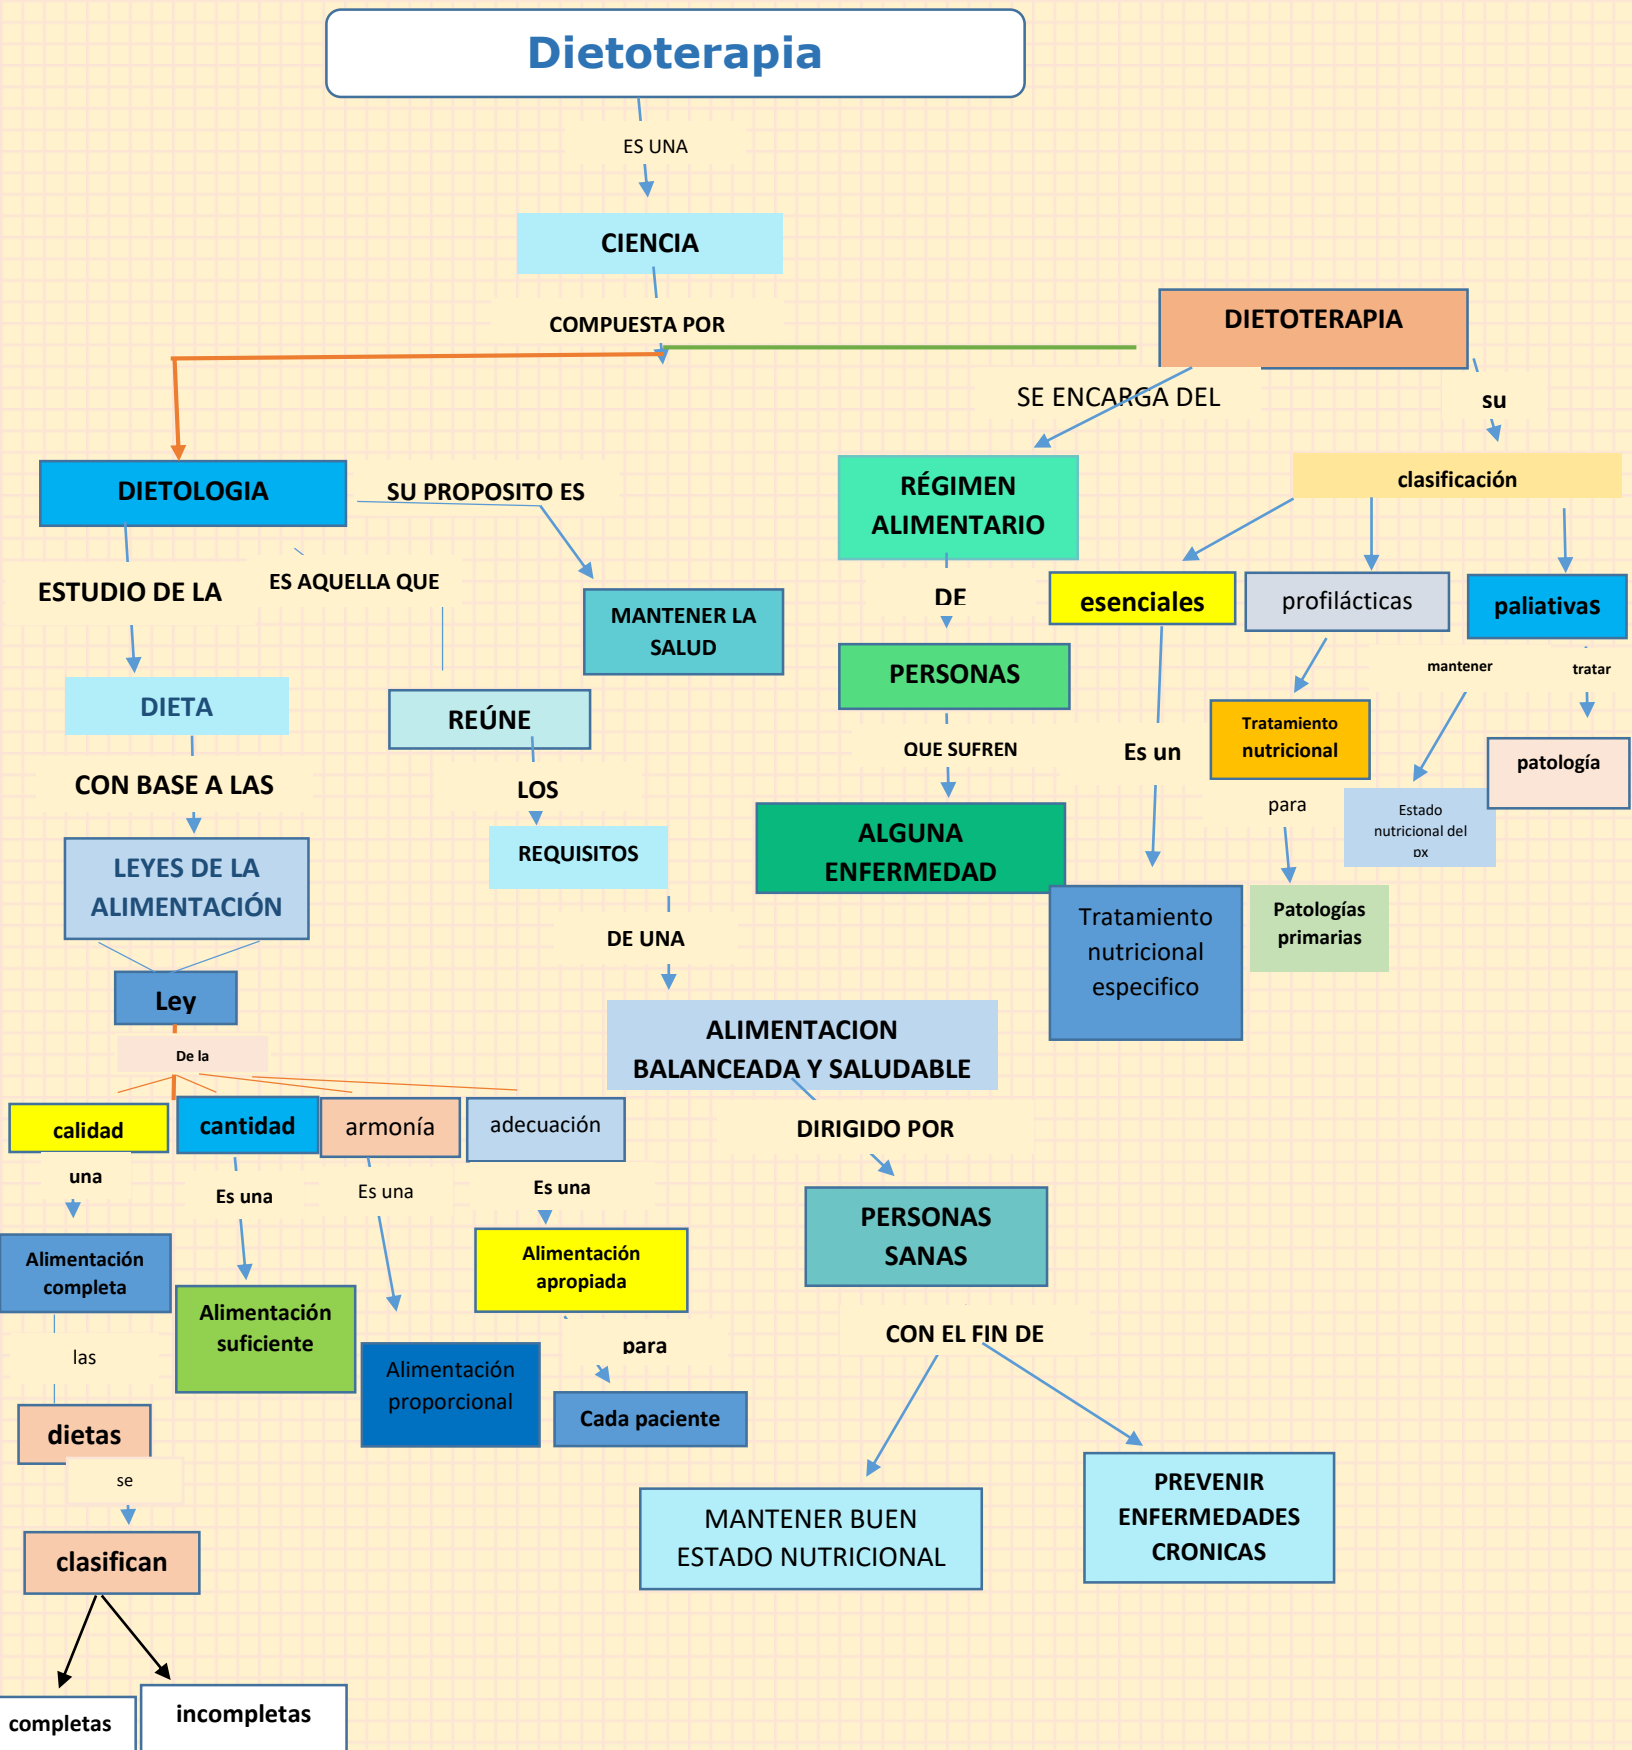 Dietoterapia
ES UNA
CIENCIA
COMPUESTA POR
DIETOTERAPIA
SE ENCARGA DEL
su
DIETOLOGIA
SU PROPOSITO ES
RÉGIMEN
ALIMENTARIO
clasificación
ESTUDIO DE LA
ES AQUELLA QUE
MANTENER LA
SALUD
DE
esenciales
profilácticas
paliativas
DIETA
REÚNE
PERSONAS
mantener
tratar
CON BASE A LAS
LOS
QUE SUFREN
Es un
Tratamiento
nutricional
patología
LEYES DE LA
ALIMENTACIÓN
REQUISITOS
ALGUNA
ENFERMEDAD
para
Estado
nutricional del
px
Ley
DE UNA
Tratamiento
nutricional
especifico
Patologías
primarias
De la
ALIMENTACION
BALANCEADA Y SALUDABLE
calidad
cantidad
armonía
adecuación
DIRIGIDO POR
una
Es una
Es una
Es una
PERSONAS
SANAS
Alimentación
completa
Alimentación
suficiente
Alimentación
proporcional
Alimentación
apropiada
las
para
CON EL FIN DE
dietas
Cada paciente
se
MANTENER BUEN
ESTADO NUTRICIONAL
PREVENIR
ENFERMEDADES
CRONICAS
clasifican
completas
incompletas